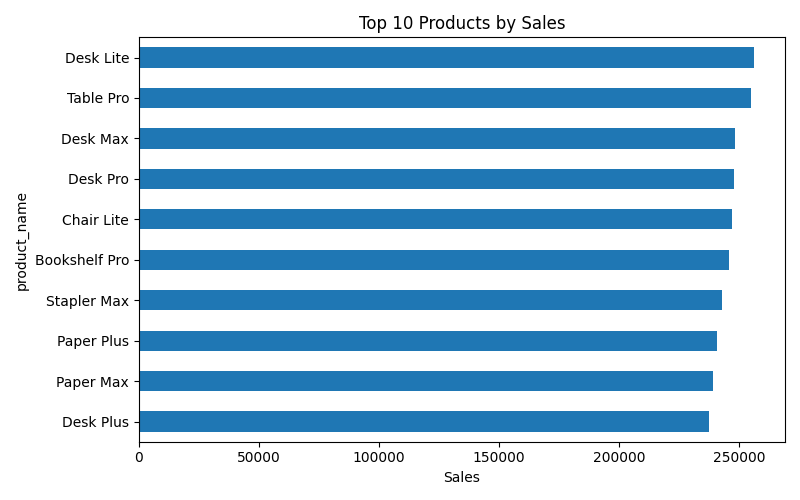 Top 10 Products by Sales
Desk Lite
Table Pro
Desk Max
Desk Pro
Chair Lite
Bookshelf Pro
Stapler Max
Paper Plus
Paper Max
Desk Plus
product_name
0 50000 100000 150000 200000 250000
Sales